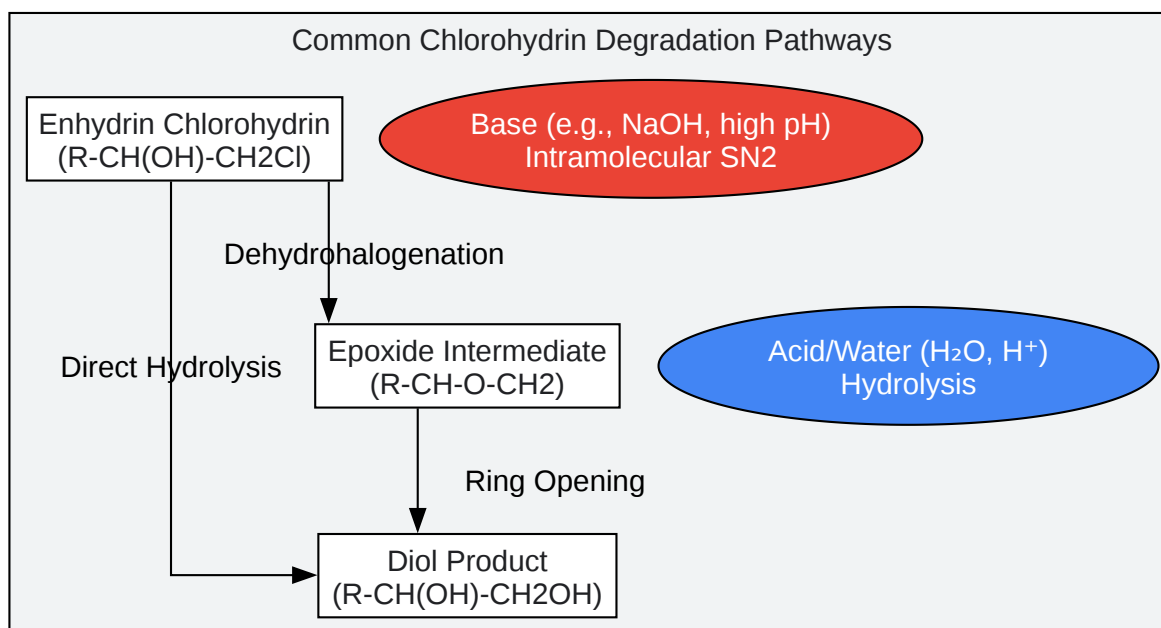 Common Chlorohydrin Degradation Pathways
Enhydrin Chlorohydrin
(R-CH(OH)-CH2Cl)
Base (e.g., NaOH, high pH)
Intramolecular SN2
Dehydrohalogenation
Direct Hydrolysis
Epoxide Intermediate
(R-CH-O-CH2)
Acid/Water (H₂O, H⁺)
Hydrolysis
Ring Opening
Diol Product
(R-CH(OH)-CH2OH)